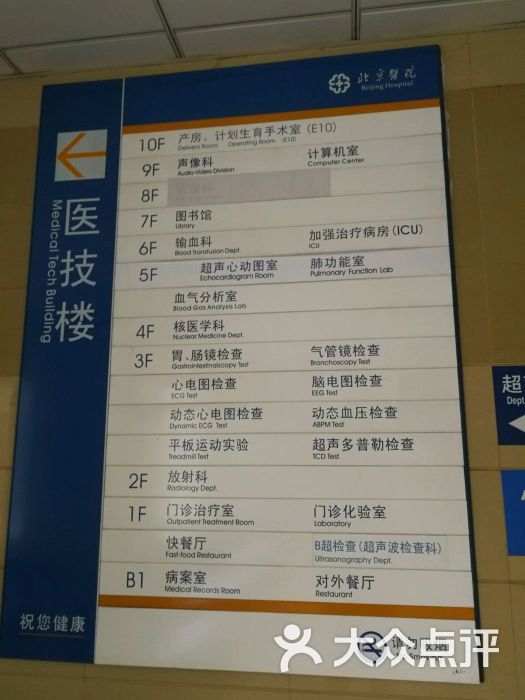 北京醫院
Beijing Hospital
医技楼
Medical Tech Building
10F 产房、计划生育手术室(E10)
Delivery Room Operating Room (E10)
9F 声像科 计算机室
Audio-Video Division Computer Center
8F
7F 图书馆
Library
6F 输血科 加强治疗病房(ICU)
Blood Transfusion Dept. ICU
5F 超声心动图室 肺功能室
Echocardiogram Room Pulmonary Function Lab
血气分析室
Blood Gas Analysis Lab
4F 核医学科
Nuclear Medicine Dept.
3F 胃、肠镜检查 气管镜检查
Gastrointestinalscopy Test Bronchoscopy Test
心电图检查 脑电图检查
ECG Test EEG Test
动态心电图检查 动态血压检查
Dynamic ECG Test ABPM Test
平板运动实验 超声多普勒检查
Treadmill Test TCD Test
2F 放射科
Radiology Dept.
1F 门诊治疗室 门诊化验室
Outpatient Treatment Room Laboratory
快餐厅 B超检查(超声波检查科)
Fast-food Restaurant Ultrasonography Dept.
B1 病案室 对外餐厅
Medical Records Room Restaurant
祝您健康
请勿吸烟
超
Dept
大众点评